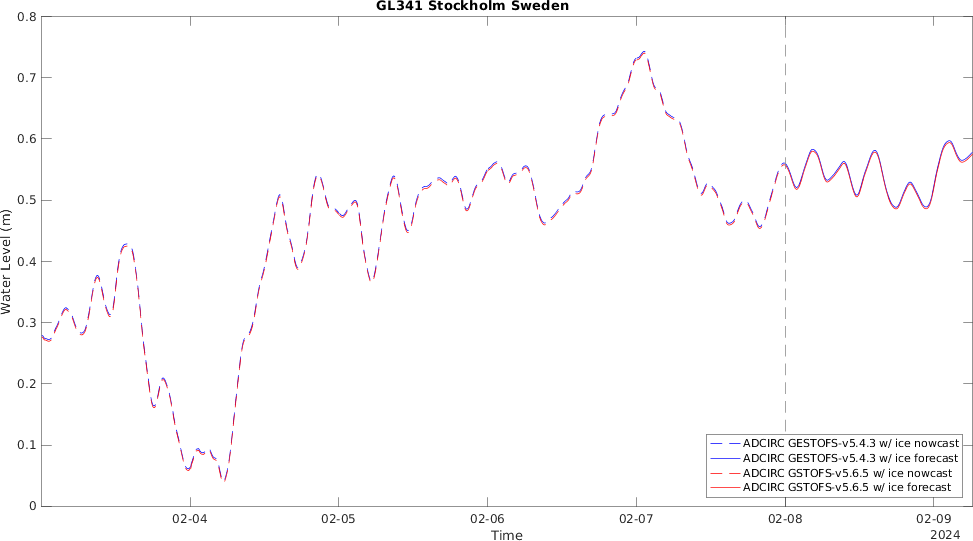 GL341 Stockholm Sweden
0.8
0.7
0.6
0.5
0.4
0.3
0.2
0.1
0
Water Level (m)
ADCIRC GESTOFS-v5.4.3 w/ ice nowcast
ADCIRC GESTOFS-v5.4.3 w/ ice forecast
ADCIRC GSTOFS-v5.6.5 w/ ice nowcast
ADCIRC GSTOFS-v5.6.5 w/ ice forecast
02-04 02-05 02-06 02-07 02-08 02-09
2024
Time